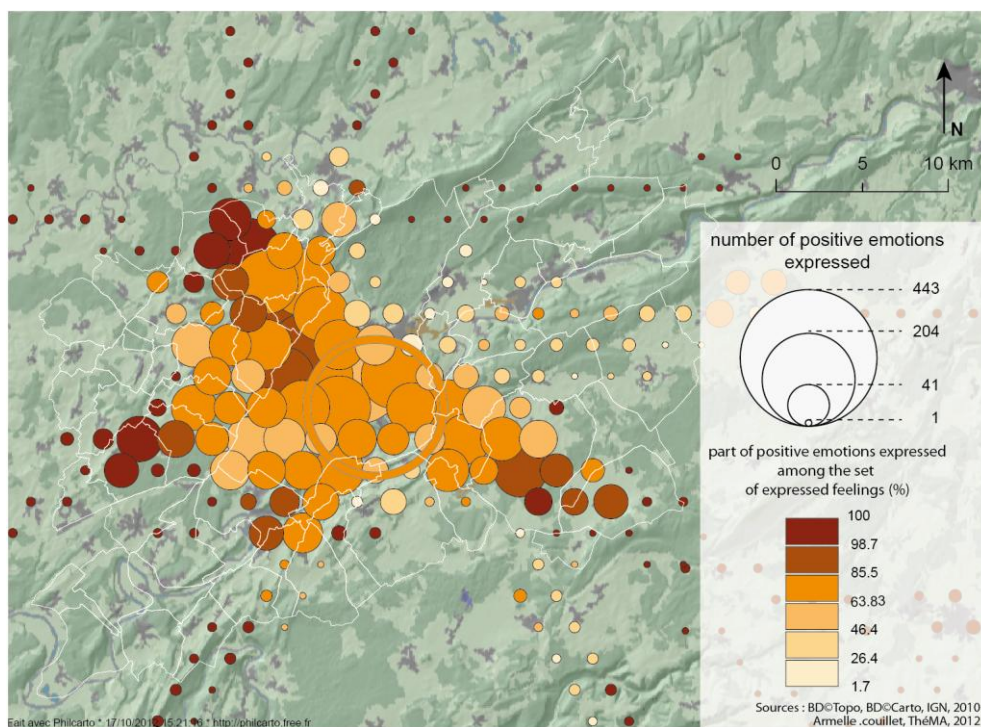 N
0 5 10 km
number of positive emotions
expressed
443
204
41
1
part of positive emotions expressed
among the set
of expressed feelings (%)
100
98.7
85.5
63.83
46.4
26.4
1.7
Sources : BD©Topo, BD©Carto, IGN, 2010
Armelle .couillet, ThéMA, 2012
Fait avec Philcarto * 17/10/2012 15:21:16 * http://philcarto.free.fr